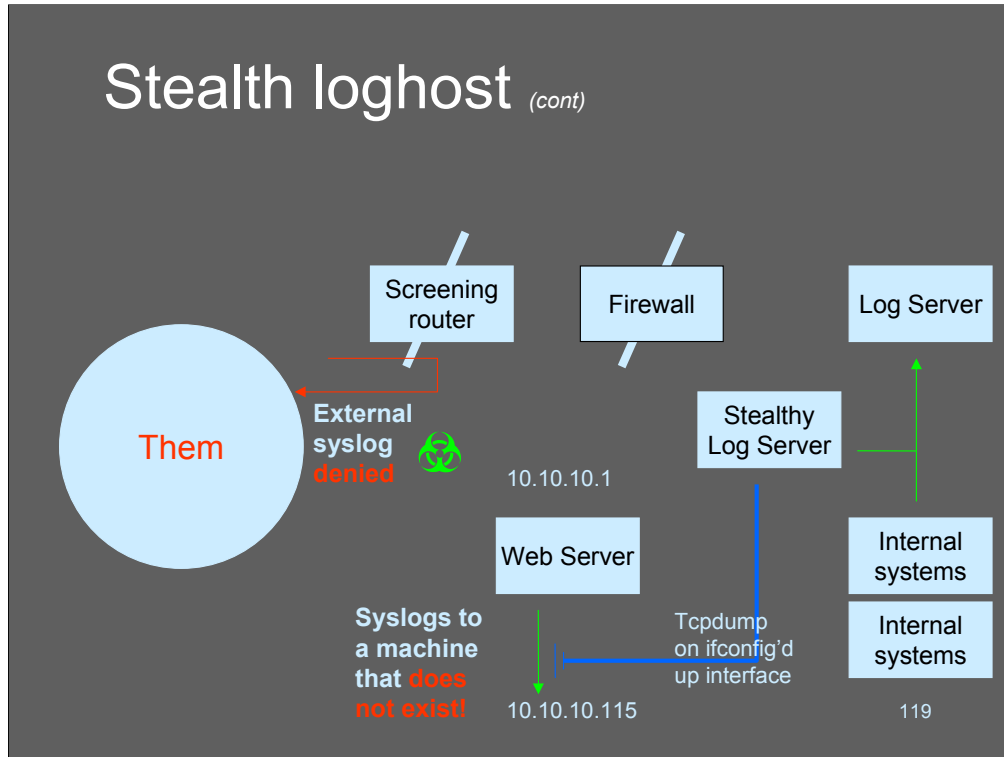 Stealth loghost (cont)
Screening
router
Firewall
Log Server
Them
External
syslog
denied
Stealthy
Log Server
10.10.10.1
Web Server
Internal
systems
Syslogs to
a machine
that does
not exist!
Tcpdump
on ifconfig’d
up interface
Internal
systems
10.10.10.115
119